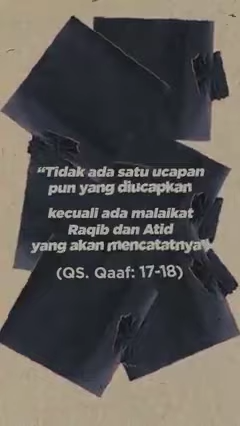 “Tidak ada satu ucapan
pun yang diucapkan
kecuali ada malaikat
Raqib dan Atid
yang akan mencatatnya”
(QS. Qaaf: 17-18)